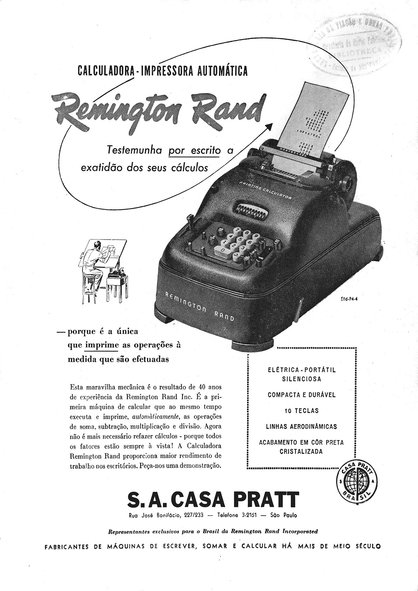 CALCULADORA - IMPRESSORA AUTOMÁTICA
Remington Rand
Testemunha por escrito a
exatidão dos seus cálculos
PRINTING CALCULATOR
REMINGTON RAND
— porque é a única
que imprime as operações à
medida que são efetuadas
Esta maravilha mecânica é o resultado de 40 anos
de experiência da Remington Rand Inc. É a pri-
meira máquina de calcular que ao mesmo tempo
executa e imprime, automàticamente, as operações
de soma, subtração, multiplicação e divisão. Agora
não é mais necessário refazer cálculos - porque todos
os fatores estão sempre à vista! A Calculadora
Remington Rand proporciona maior rendimento de
trabalho nos escritórios. Peça-nos uma demonstração.
ELÉTRICA - PORTÁTIL
SILENCIOSA
COMPACTA E DURÁVEL
10 TECLAS
LINHAS AERODINÂMICAS
ACABAMENTO EM CÔR PRETA
CRISTALIZADA
CASA PRATT
BRASIL
S.A. CASA PRATT
Rua José Bonifácio, 227/233 — Telefone 3-2151 — São Paulo
Representantes exclusivos para o Brasil da Remington Rand Incorporated
FABRICANTES DE MÁQUINAS DE ESCREVER, SOMAR E CALCULAR HÁ MAIS DE MEIO SÉCULO